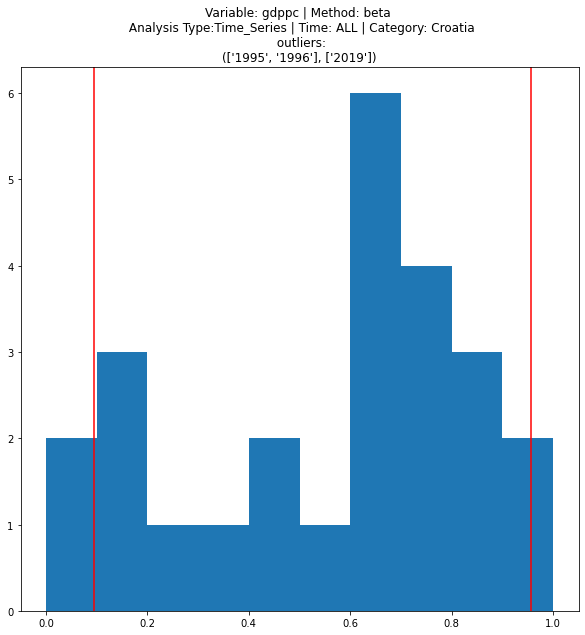 Variable: gdppc | Method: beta
Analysis Type:Time_Series | Time: ALL | Category: Croatia
outliers:
(['1995', '1996'], ['2019'])
6
5
4
3
2
1
0
0.0 0.2 0.4 0.6 0.8 1.0